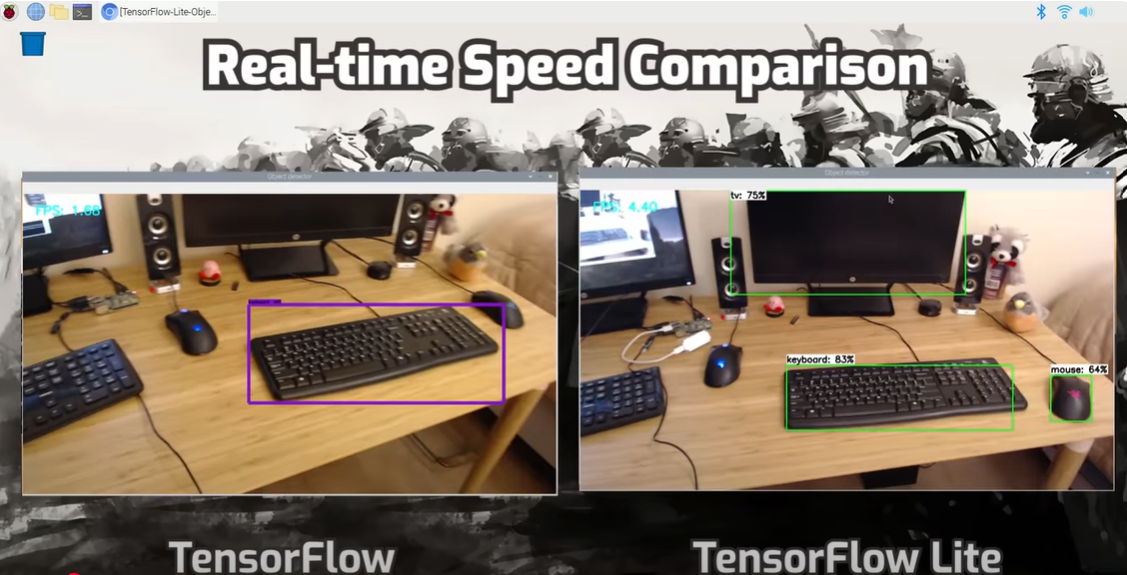 [TensorFlow-Lite-Obje...
Real-time Speed Comparison
Object detector
Object detector
FPS: 1.68
tv: 75%
FPS: 4.40
keyboard: 83%
mouse: 64%
TensorFlow
TensorFlow Lite